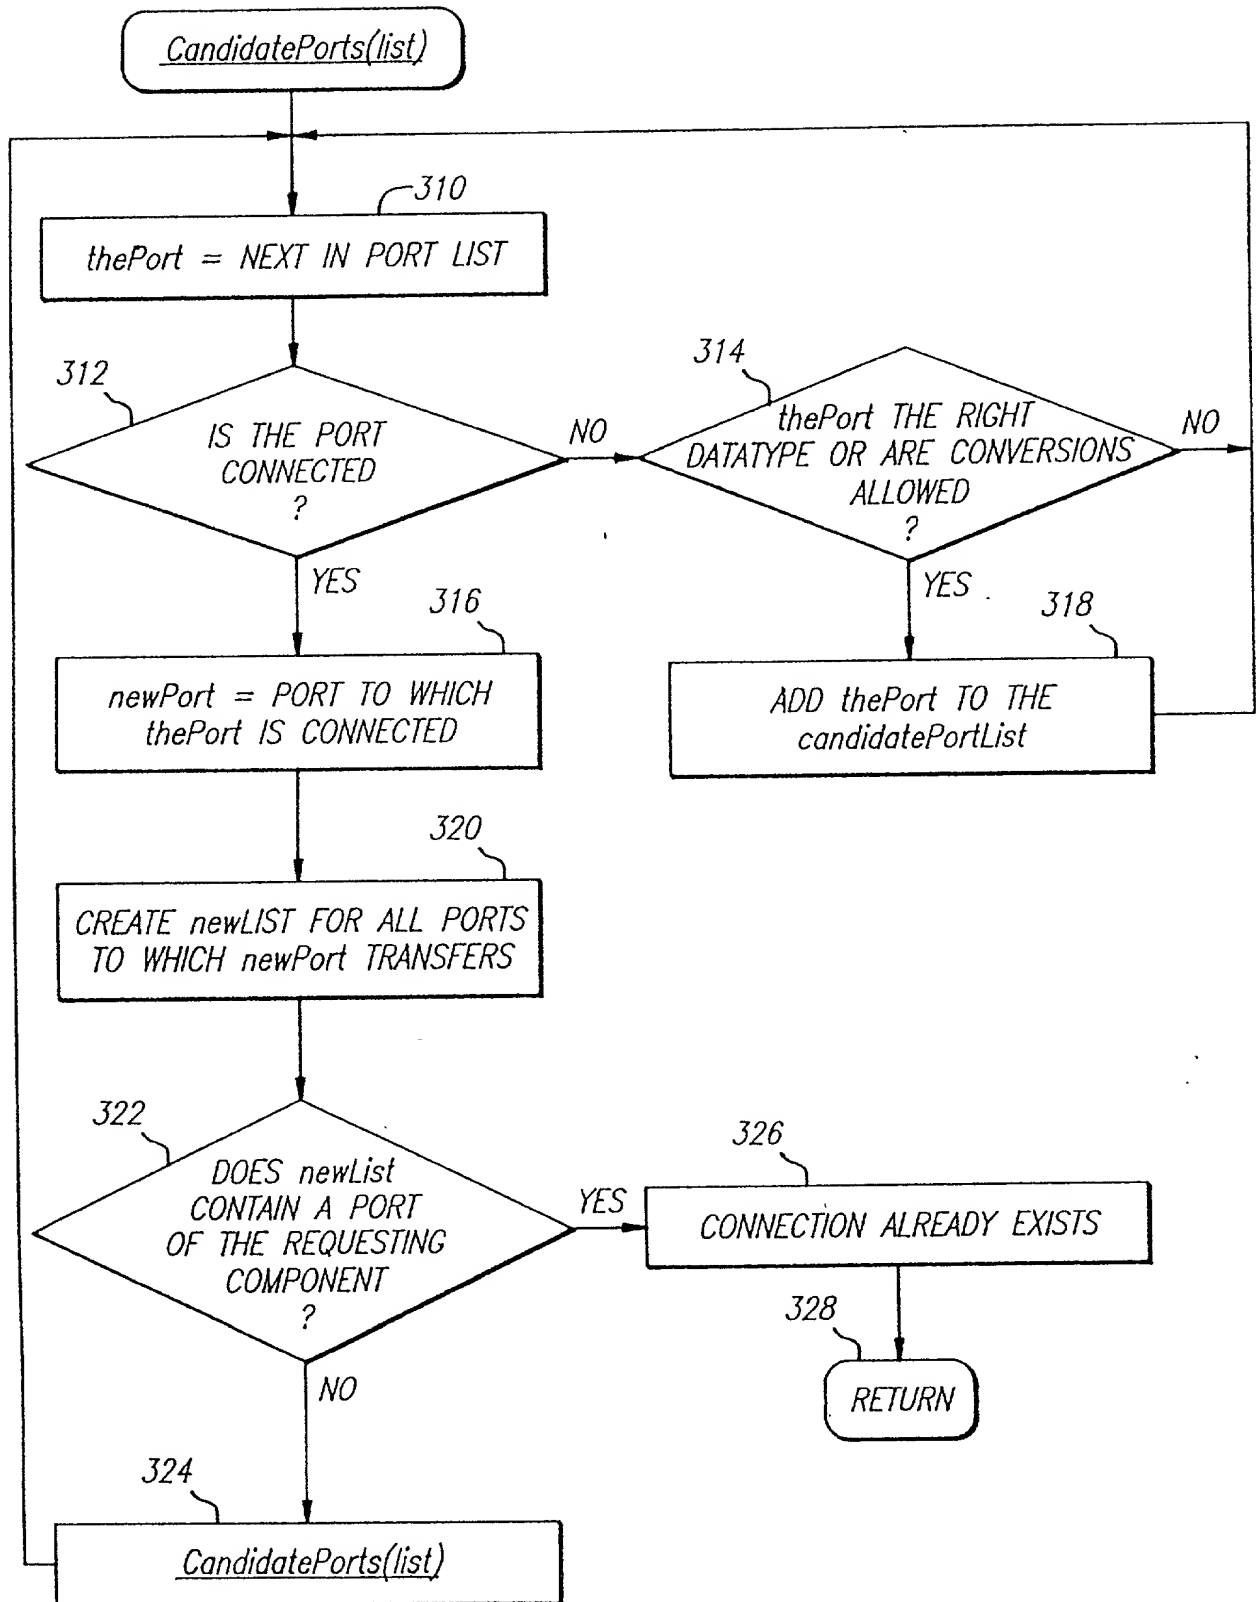 CandidatePorts(list)
310
thePort = NEXT IN PORT LIST
312
IS THE PORT
CONNECTED
?
NO
YES
314
thePort THE RIGHT
DATATYPE OR ARE CONVERSIONS
ALLOWED
?
NO
YES
316
newPort = PORT TO WHICH
thePort IS CONNECTED
318
ADD thePort TO THE
candidatePortList
320
CREATE newLIST FOR ALL PORTS
TO WHICH newPort TRANSFERS
322
DOES newList
CONTAIN A PORT
OF THE REQUESTING
COMPONENT
?
YES
NO
326
CONNECTION ALREADY EXISTS
328
RETURN
324
CandidatePorts(list)